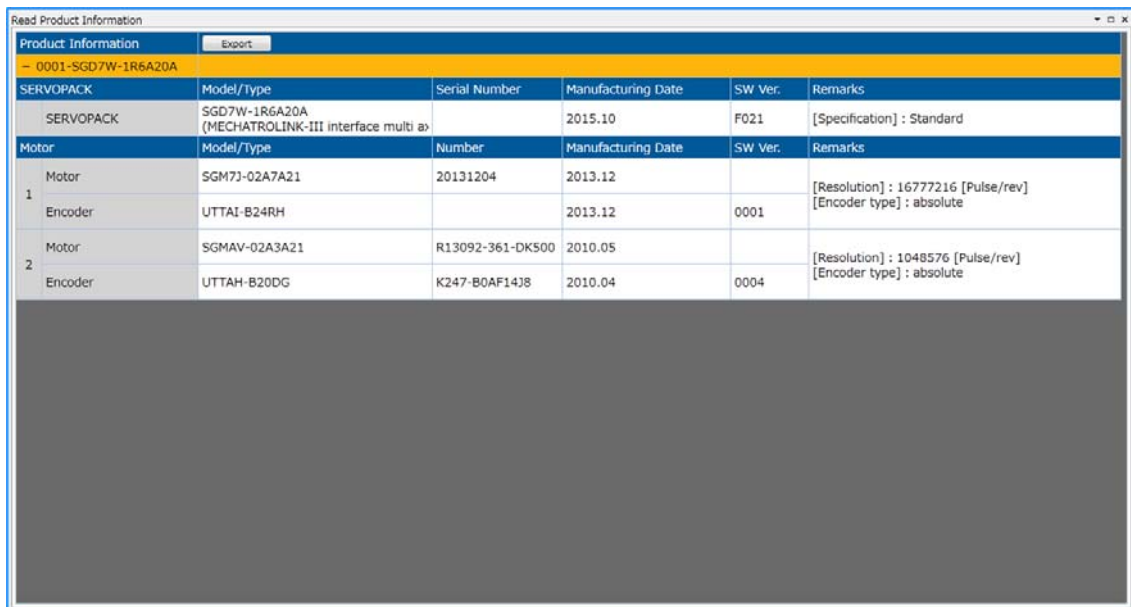 Read Product Information
Product Information Export
− 0001-SGD7W-1R6A20A
SERVOPACK Model/Type Serial Number Manufacturing Date SW Ver. Remarks
SERVOPACK SGD7W-1R6A20A (MECHATROLINK-III interface multi ax 2015.10 F021 [Specification] : Standard
Motor Model/Type Number Manufacturing Date SW Ver. Remarks
1 Motor SGM7J-02A7A21 20131204 2013.12
[Resolution] : 16777216 [Pulse/rev]
[Encoder type] : absolute
Encoder UTTAI-B24RH 2013.12 0001
2 Motor SGMAV-02A3A21 R13092-361-DK500 2010.05
[Resolution] : 1048576 [Pulse/rev]
[Encoder type] : absolute
Encoder UTTAH-B20DG K247-B0AF14J8 2010.04 0004